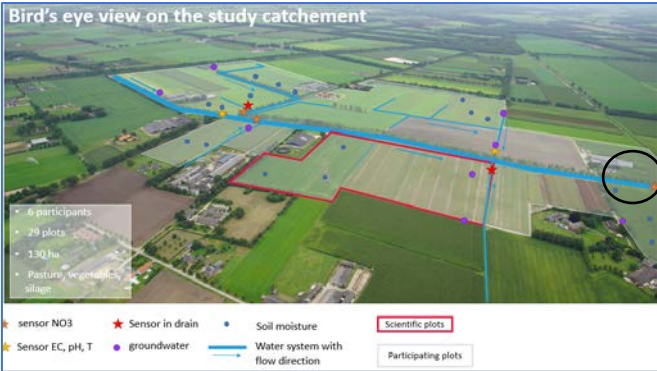 Bird's eye view on the study catchement
• 6 participants
• 29 plots
• 130 ha
• Pasture, vegetables,
silage
sensor NO3
Sensor in drain
Soil moisture
Scientific plots
Sensor EC, pH, T
groundwater
Water system with
flow direction
Participating plots